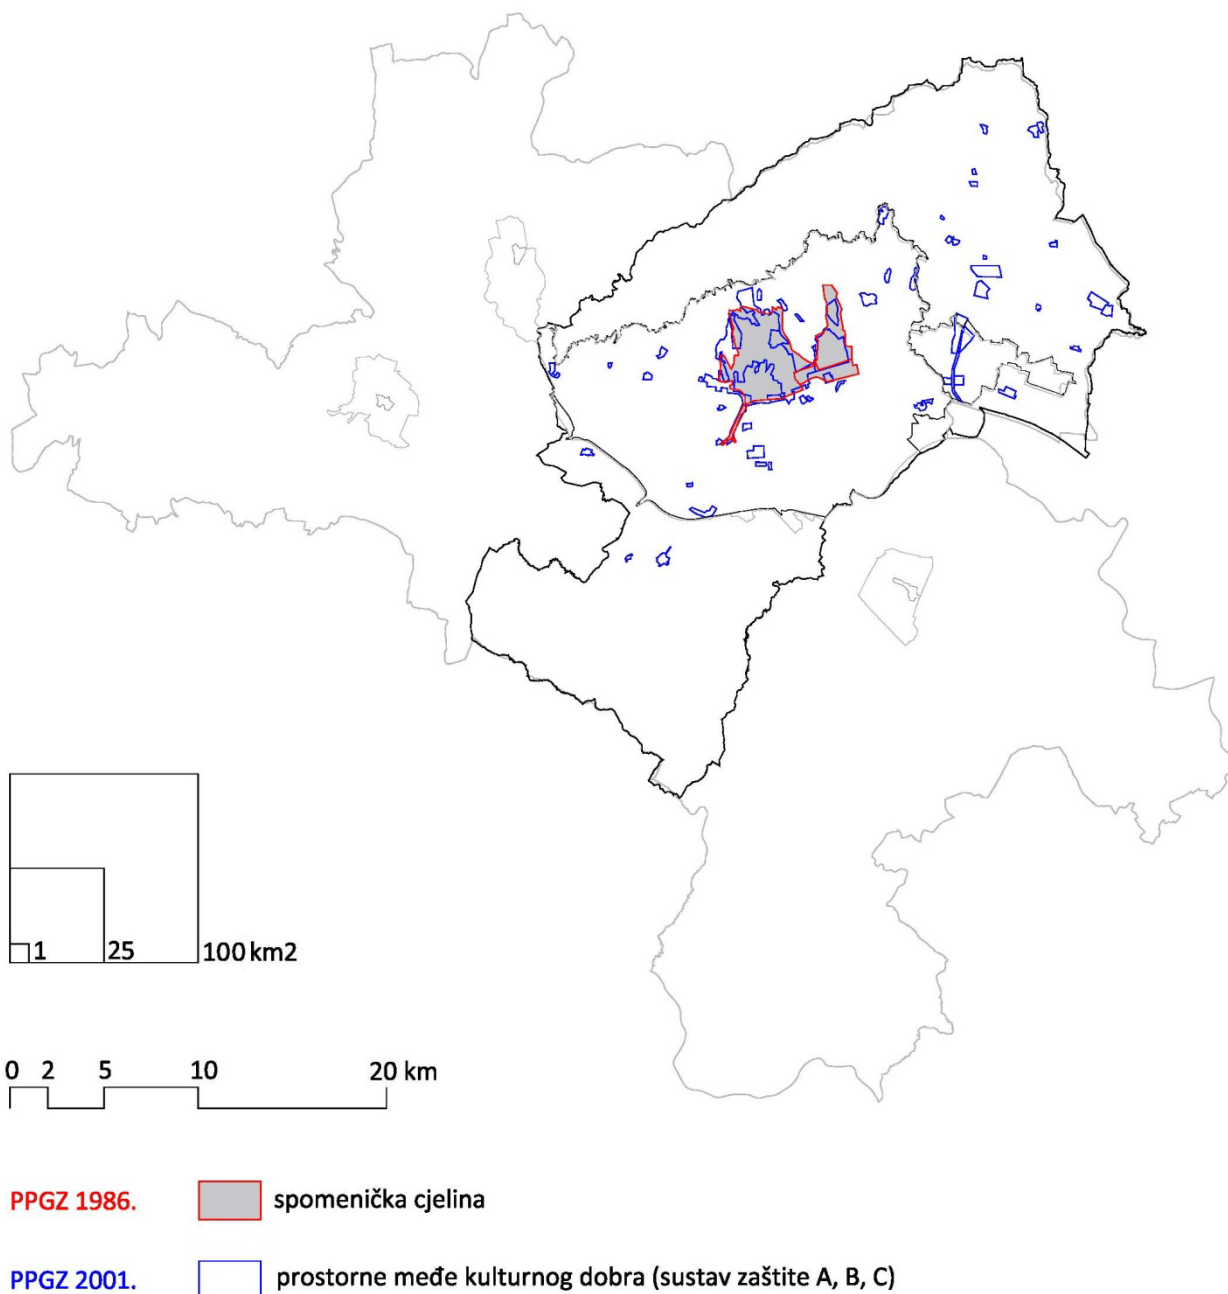 1
25
100 km2
0 2 5 10 20 km
PPGZ 1986. spomenička cjelina
PPGZ 2001. prostorne međe kulturnog dobra (sustav zaštite A, B, C)